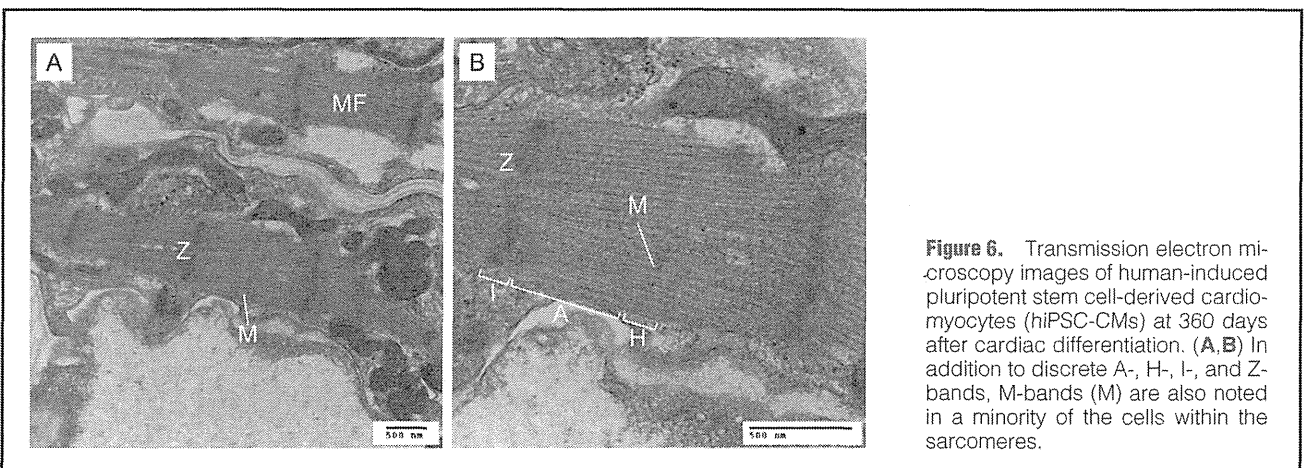 A
MF
Z
M
500 nm
B
Z
M
I
A
H
500 nm
Figure 6. Transmission electron mi-
croscopy images of human-induced
pluripotent stem cell-derived cardio-
myocytes (hiPSC-CMs) at 360 days
after cardiac differentiation. (A,B) In
addition to discrete A-, H-, I-, and Z-
bands, M-bands (M) are also noted
in a minority of the cells within the
sarcomeres.